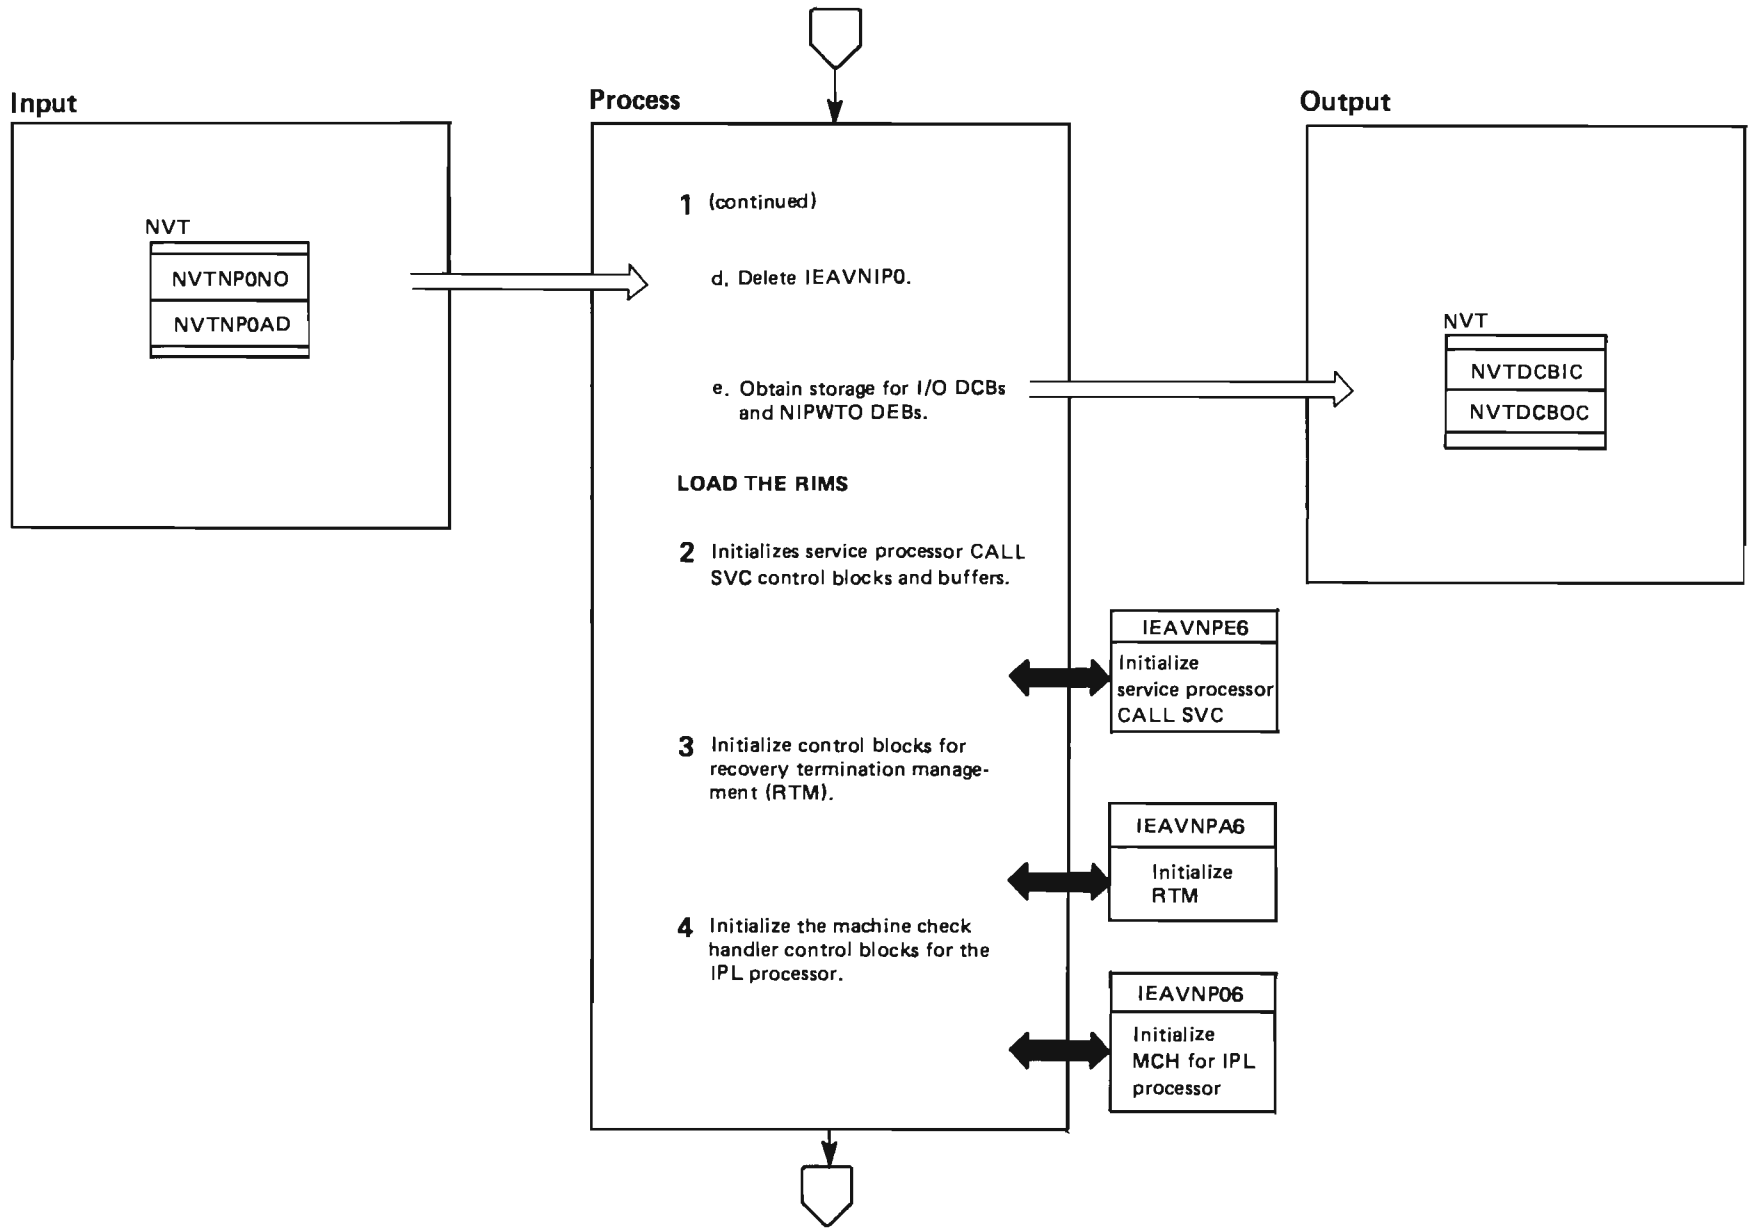 Input
NVT
NVTNP0NO
NVTNP0AD
Process
1 (continued)
d. Delete IEAVNIP0.
e. Obtain storage for I/O DCBs
and NIPWTO DEBs.
LOAD THE RIMS
2 Initializes service processor CALL
SVC control blocks and buffers.
3 Initialize control blocks for
recovery termination manage-
ment (RTM).
4 Initialize the machine check
handler control blocks for the
IPL processor.
IEAVNPE6
Initialize
service processor
CALL SVC
IEAVNPA6
Initialize
RTM
IEAVNP06
Initialize
MCH for IPL
processor
Output
NVT
NVTDCBIC
NVTDCBOC